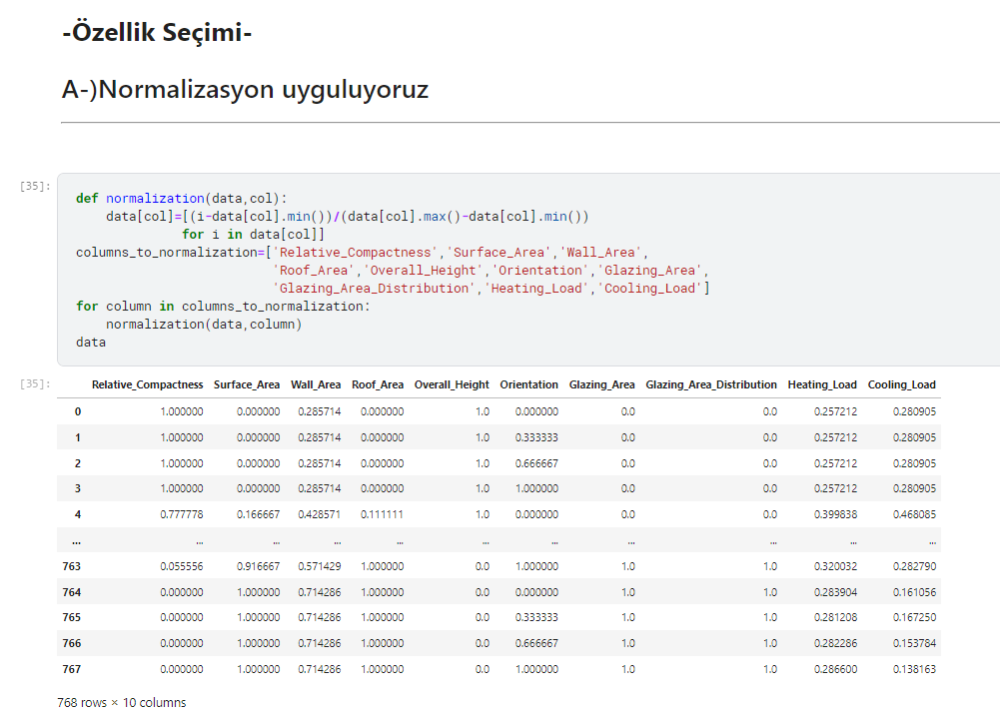 -Özellik Seçimi-
A-)Normalizasyon uyguluyoruz
[35]:
def normalization(data,col):
    data[col]=[(i-data[col].min())/(data[col].max()-data[col].min())
              for i in data[col]]
columns_to_normalization=['Relative_Compactness','Surface_Area','Wall_Area',
                          'Roof_Area','Overall_Height','Orientation','Glazing_Area',
                          'Glazing_Area_Distribution','Heating_Load','Cooling_Load']
for column in columns_to_normalization:
    normalization(data,column)
data
[35]:
Relative_Compactness Surface_Area Wall_Area Roof_Area Overall_Height Orientation Glazing_Area Glazing_Area_Distribution Heating_Load Cooling_Load
0 1.000000 0.000000 0.285714 0.000000 1.0 0.000000 0.0 0.0 0.257212 0.280905
1 1.000000 0.000000 0.285714 0.000000 1.0 0.333333 0.0 0.0 0.257212 0.280905
2 1.000000 0.000000 0.285714 0.000000 1.0 0.666667 0.0 0.0 0.257212 0.280905
3 1.000000 0.000000 0.285714 0.000000 1.0 1.000000 0.0 0.0 0.257212 0.280905
4 0.777778 0.166667 0.428571 0.111111 1.0 0.000000 0.0 0.0 0.399838 0.468085
... ... ... ... ... ... ... ... ... ... ...
763 0.055556 0.916667 0.571429 1.000000 0.0 1.000000 1.0 1.0 0.320032 0.282790
764 0.000000 1.000000 0.714286 1.000000 0.0 0.000000 1.0 1.0 0.283904 0.161056
765 0.000000 1.000000 0.714286 1.000000 0.0 0.333333 1.0 1.0 0.281208 0.167250
766 0.000000 1.000000 0.714286 1.000000 0.0 0.666667 1.0 1.0 0.282286 0.153784
767 0.000000 1.000000 0.714286 1.000000 0.0 1.000000 1.0 1.0 0.286600 0.138163
768 rows × 10 columns